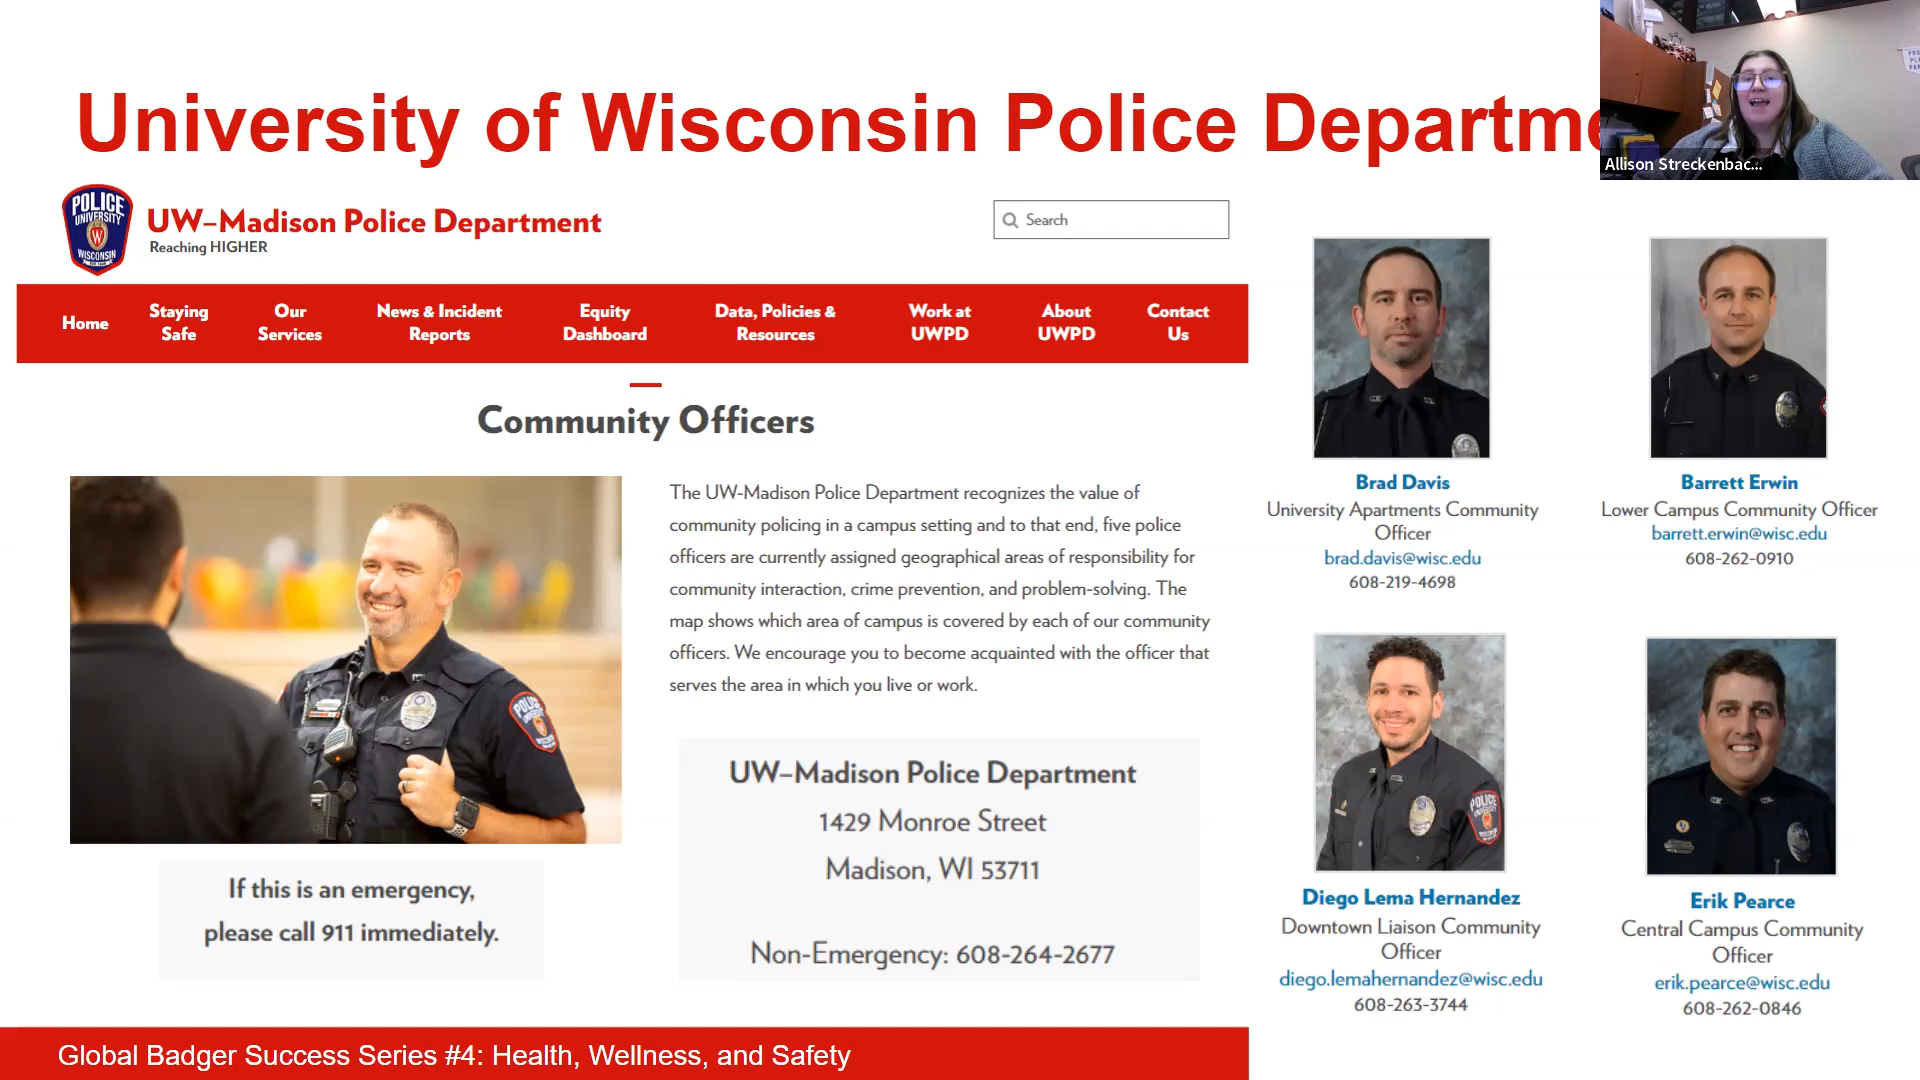 University of Wisconsin Police Departme
Allison Streckenbac...
POLICE
UNIVERSITY
W
WISCONSIN
UW–Madison Police Department
Reaching HIGHER
Search
Home
Staying
Safe
Our
Services
News & Incident
Reports
Equity
Dashboard
Data, Policies &
Resources
Work at
UWPD
About
UWPD
Contact
Us
Community Officers
The UW-Madison Police Department recognizes the value of
community policing in a campus setting and to that end, five police
officers are currently assigned geographical areas of responsibility for
community interaction, crime prevention, and problem-solving. The
map shows which area of campus is covered by each of our community
officers. We encourage you to become acquainted with the officer that
serves the area in which you live or work.
POLICE
UNIVERSITY
If this is an emergency,
please call 911 immediately.
UW–Madison Police Department
1429 Monroe Street
Madison, WI 53711
Non-Emergency: 608-264-2677
Brad Davis
University Apartments Community
Officer
brad.davis@wisc.edu
608-219-4698
Barrett Erwin
Lower Campus Community Officer
barrett.erwin@wisc.edu
608-262-0910
POLICE
Diego Lema Hernandez
Downtown Liaison Community
Officer
diego.lemahernandez@wisc.edu
608-263-3744
Erik Pearce
Central Campus Community
Officer
erik.pearce@wisc.edu
608-262-0846
Global Badger Success Series #4: Health, Wellness, and Safety